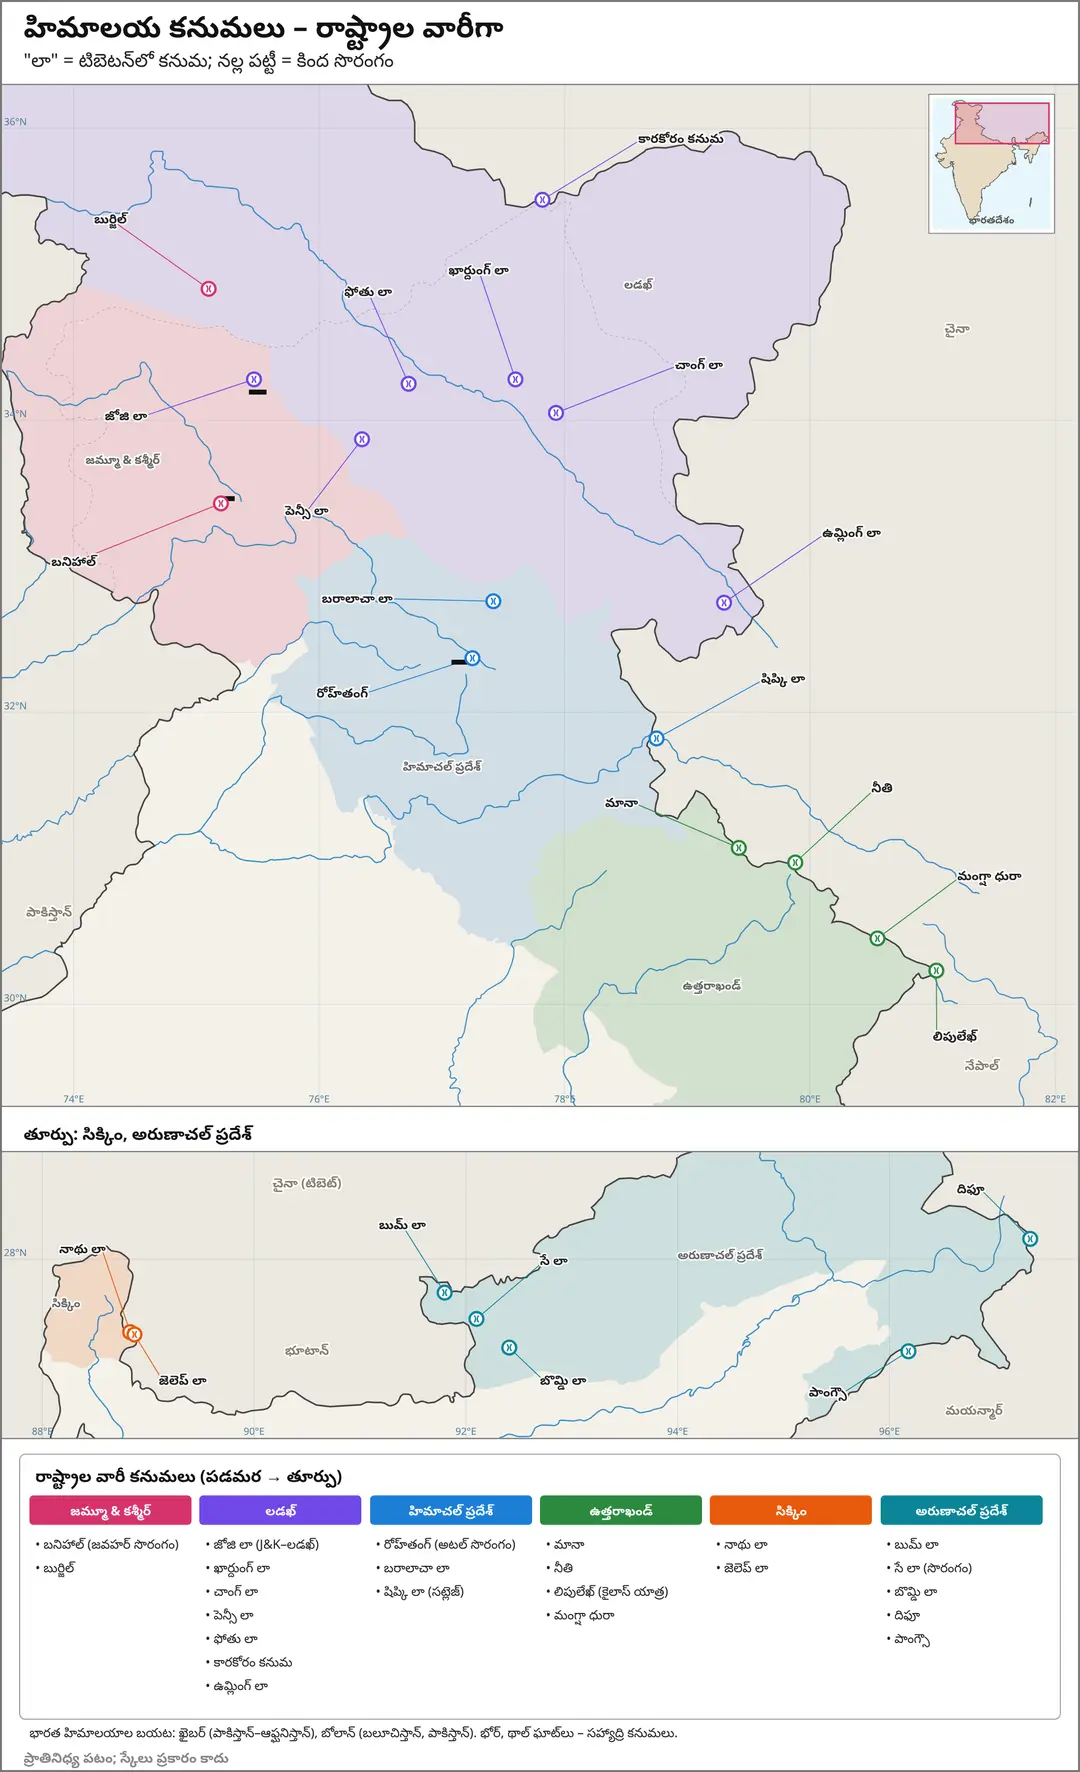 హిమాలయ కనుమలు – రాష్ట్రాల వారీగా
"లా" = టిబెటన్‌లో కనుమ; నల్ల పట్టీ = కింద సొరంగం
36°N
కారకోరం కనుమ
భారతదేశం
బుర్జిల్
ఖార్దుంగ్ లా
లడఖ్
ఫోతు లా
చైనా
చాంగ్ లా
34°N
జోజి లా
జమ్మూ & కశ్మీర్
పెన్సీ లా
ఉమ్లింగ్ లా
బనిహాల్
బరాలాచా లా
షిప్కి లా
రోహ్‌తంగ్
32°N
హిమాచల్ ప్రదేశ్
నీతి
మానా
మంగ్షా ధురా
పాకిస్తాన్
ఉత్తరాఖండ్
30°N
లిపులేఖ్
నేపాల్
74°E
76°E
78°E
80°E
82°E
తూర్పు: సిక్కిం, అరుణాచల్ ప్రదేశ్
చైనా (టిబెట్)
దిఫూ
బుమ్ లా
నాథు లా
28°N
అరుణాచల్ ప్రదేశ్
సే లా
సిక్కిం
భూటాన్
జెలెప్ లా
బొమ్డి లా
పాంగ్సౌ
మయన్మార్
88°E
90°E
92°E
94°E
96°E
రాష్ట్రాల వారీ కనుమలు (పడమర → తూర్పు)
జమ్మూ & కశ్మీర్
• బనిహాల్ (జవహర్ సొరంగం)
• బుర్జిల్
లడఖ్
• జోజి లా (J&K–లడఖ్)
• ఖార్దుంగ్ లా
• చాంగ్ లా
• పెన్సీ లా
• ఫోతు లా
• కారకోరం కనుమ
• ఉమ్లింగ్ లా
హిమాచల్ ప్రదేశ్
• రోహ్‌తంగ్ (అటల్ సొరంగం)
• బరాలాచా లా
• షిప్కి లా (సట్లెజ్)
ఉత్తరాఖండ్
• మానా
• నీతి
• లిపులేఖ్ (కైలాస్ యాత్ర)
• మంగ్షా ధురా
సిక్కిం
• నాథు లా
• జెలెప్ లా
అరుణాచల్ ప్రదేశ్
• బుమ్ లా
• సే లా (సొరంగం)
• బొమ్డి లా
• దిఫూ
• పాంగ్సౌ
భారత హిమాలయాల బయట: ఖైబర్ (పాకిస్తాన్–ఆఫ్ఘనిస్తాన్), బోలాన్ (బలూచిస్తాన్, పాకిస్తాన్). భోర్, థాల్ ఘాట్‌లు – సహ్యాద్రి కనుమలు.
ప్రాతినిధ్య పటం; స్కేలు ప్రకారం కాదు